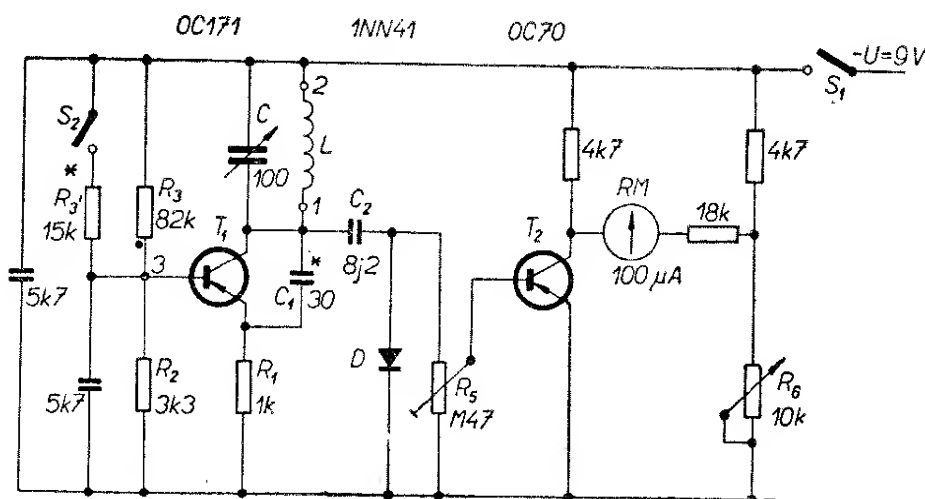 OC171 1NN41 OC70
-U=9V
S1
S2
C
2
L
100
4k7
4k7
*
R3'
15k
R3
82k
1
C2
8j2
RM
100 µA
18k
T1
T2
3
*
C1
30
5k7
5k7
R2
3k3
R1
1k
D
R5
M47
R6
10k